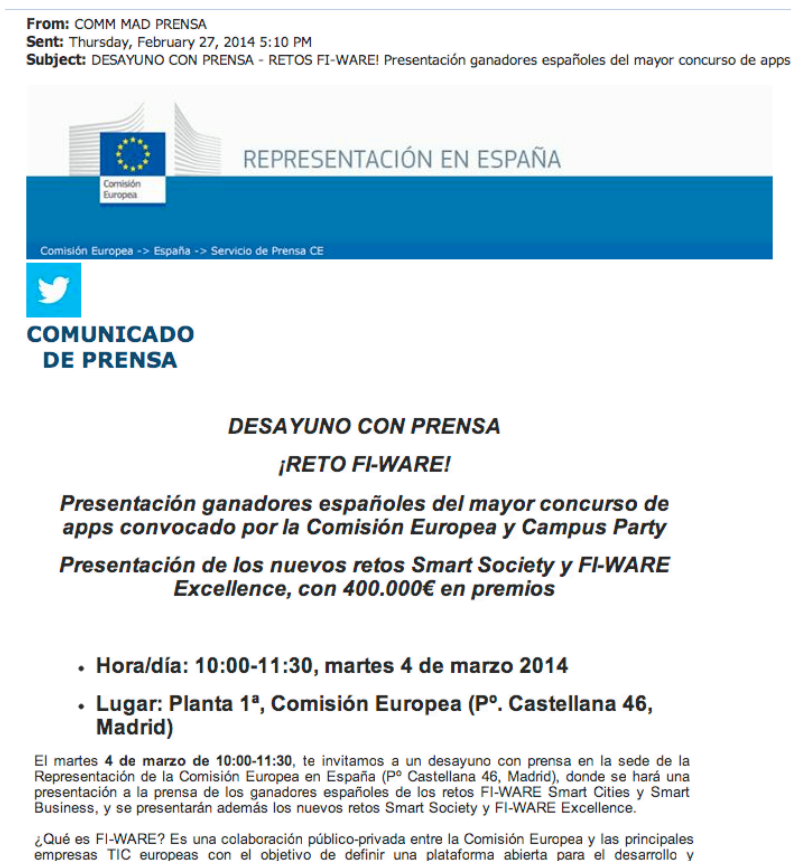 From: COMM MAD PRENSA
Sent: Thursday, February 27, 2014 5:10 PM
Subject: DESAYUNO CON PRENSA - RETOS FI-WARE! Presentación ganadores españoles del mayor concurso de apps
Comisión
Europea
REPRESENTACIÓN EN ESPAÑA
Comisión Europea -> España -> Servicio de Prensa CE
COMUNICADO
DE PRENSA
DESAYUNO CON PRENSA
¡RETO FI-WARE!
Presentación ganadores españoles del mayor concurso de
apps convocado por la Comisión Europea y Campus Party
Presentación de los nuevos retos Smart Society y FI-WARE
Excellence, con 400.000€ en premios
• Hora/día: 10:00-11:30, martes 4 de marzo 2014
• Lugar: Planta 1ª, Comisión Europea (Pº. Castellana 46,
Madrid)
El martes 4 de marzo de 10:00-11:30, te invitamos a un desayuno con prensa en la sede de la
Representación de la Comisión Europea en España (Pº Castellana 46, Madrid), donde se hará una
presentación a la prensa de los ganadores españoles de los retos FI-WARE Smart Cities y Smart
Business, y se presentarán además los nuevos retos Smart Society y FI-WARE Excellence.
¿Qué es FI-WARE? Es una colaboración público-privada entre la Comisión Europea y las principales
empresas TIC europeas con el objetivo de definir una plataforma abierta para el desarrollo y